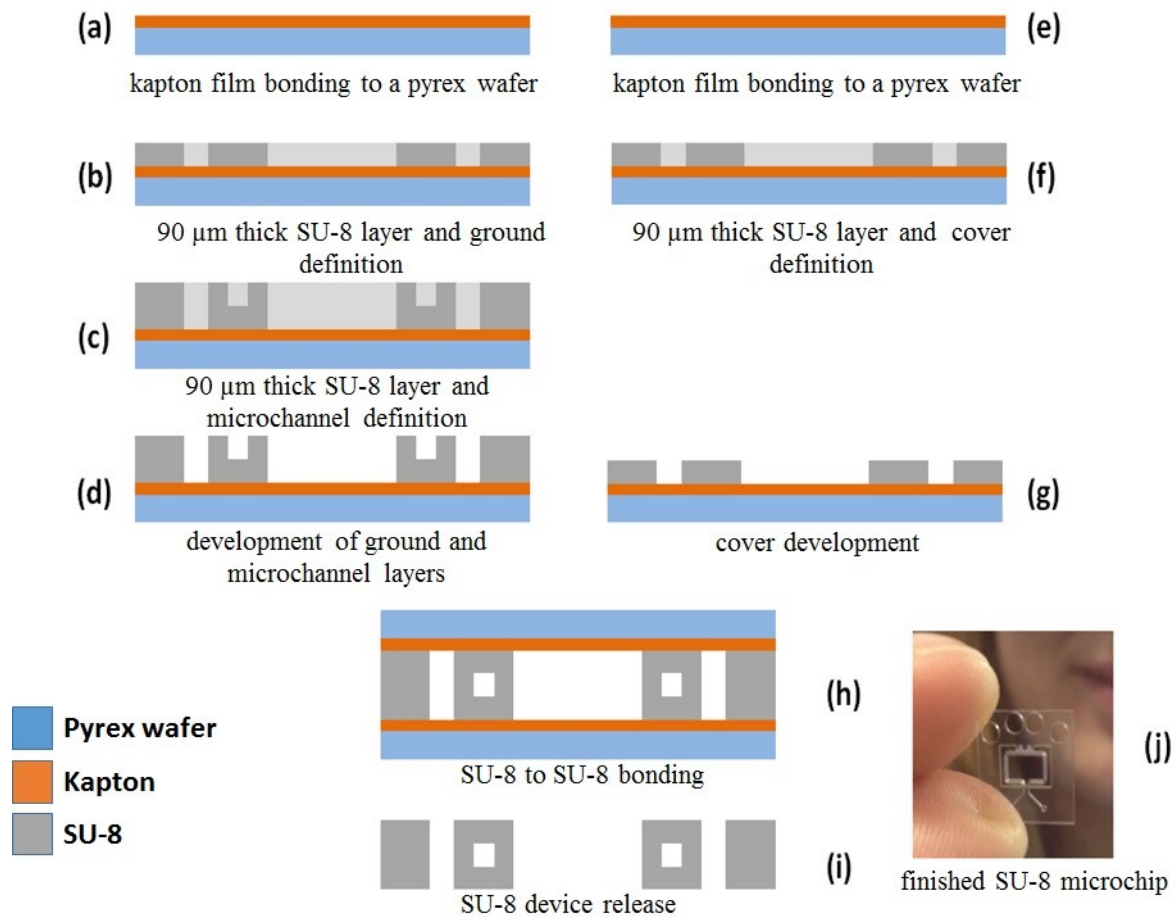 (a)
kapton film bonding to a pyrex wafer
(e)
kapton film bonding to a pyrex wafer
(b)
90 µm thick SU-8 layer and ground
definition
(f)
90 µm thick SU-8 layer and cover
definition
(c)
90 µm thick SU-8 layer and
microchannel definition
(d)
development of ground and
microchannel layers
(g)
cover development
(h)
SU-8 to SU-8 bonding
Pyrex wafer
Kapton
SU-8
(i)
SU-8 device release
(j)
finished SU-8 microchip